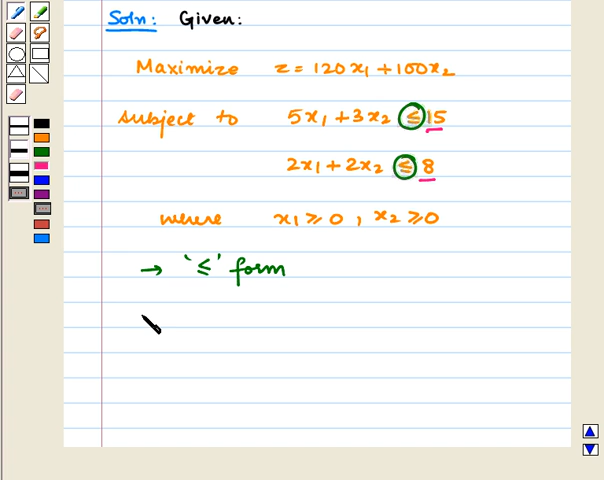 Soln: Given:
Maximize z = 120x₁ + 100x₂
subject to 5x₁ + 3x₂ ≤ 15
2x₁ + 2x₂ ≤ 8
where x₁ ≥ 0 , x₂ ≥ 0
→ '≤' form